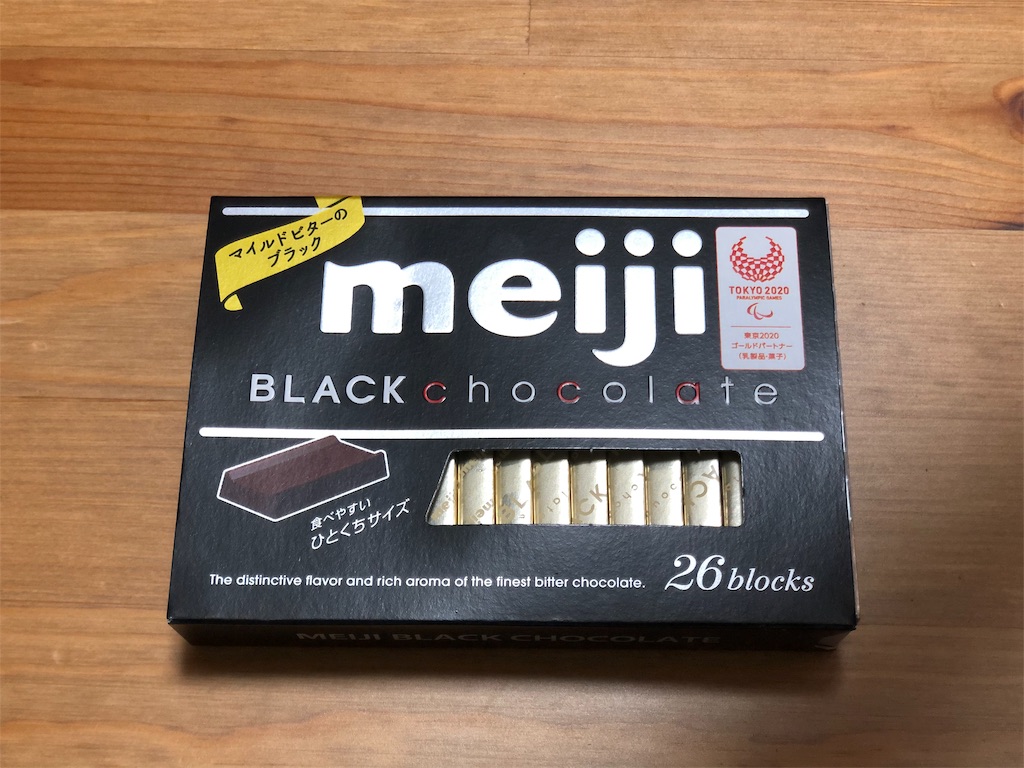 マイルドビターの
ブラック
meiji
TOKYO 2020
PARALYMPIC GAMES
東京2020
ゴールドパートナー
(乳製品・菓子)
BLACK chocolate
食べやすい
ひとくちサイズ
The distinctive flavor and rich aroma of the finest bitter chocolate.
26 blocks
MEIJI BLACK CHOCOLATE